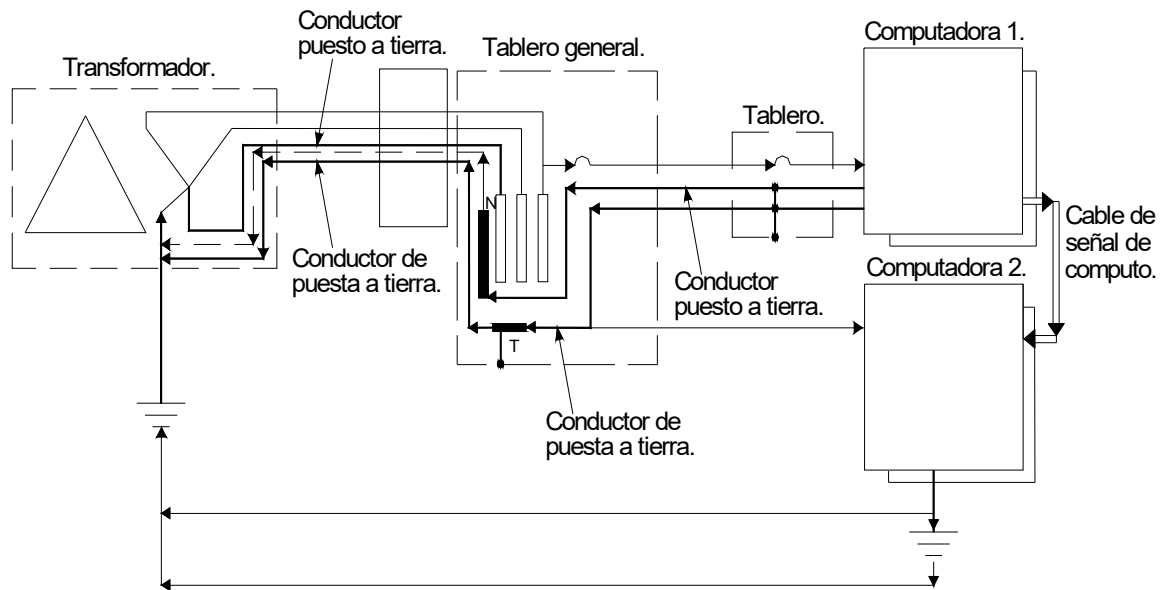 Conductor
puesto a tierra.
Transformador.
Tablero general.
Computadora 1.
Tablero.
N
Cable de
señal de
computo.
Conductor de
puesta a tierra.
Conductor
puesto a tierra.
Computadora 2.
T
Conductor de
puesta a tierra.